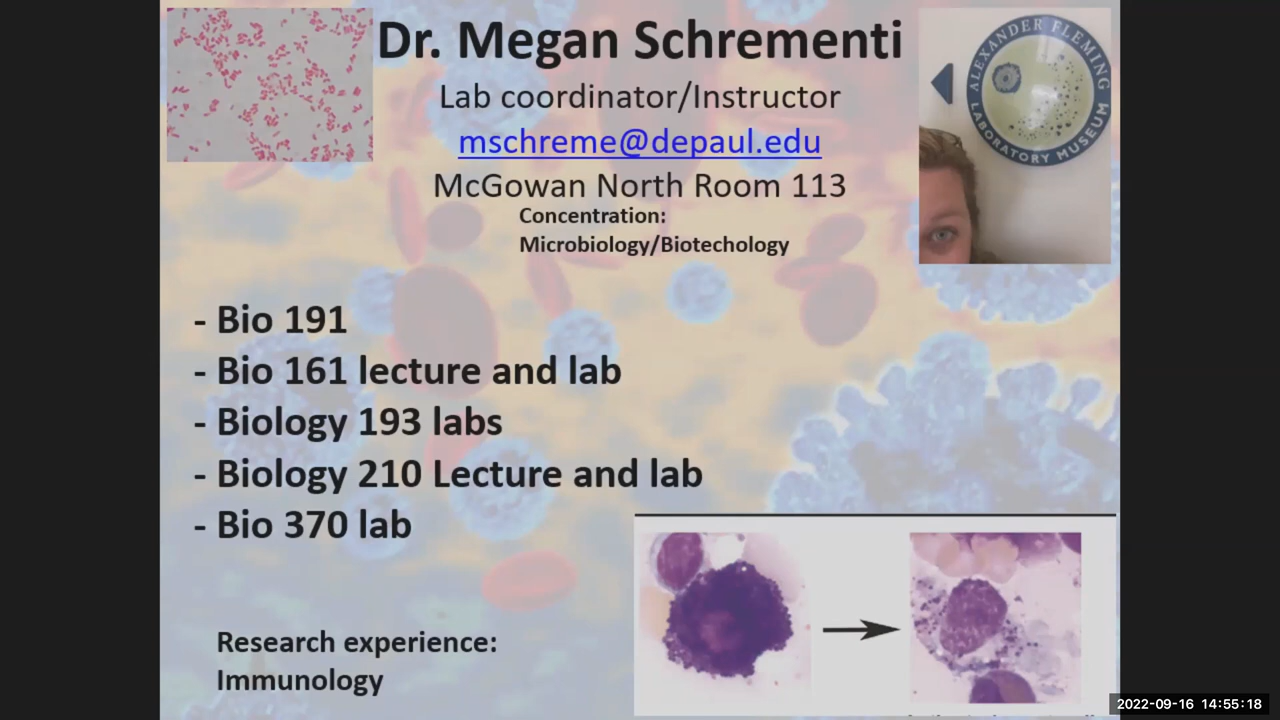 Dr. Megan Schrementi
Lab coordinator/Instructor
mschreme@depaul.edu
McGowan North Room 113
Concentration:
Microbiology/Biotechology
ALEXANDER FLEMING
LABORATORY MUSEUM
- Bio 191
- Bio 161 lecture and lab
- Biology 193 labs
- Biology 210 Lecture and lab
- Bio 370 lab
Research experience:
Immunology
2022-09-16 14:55:18